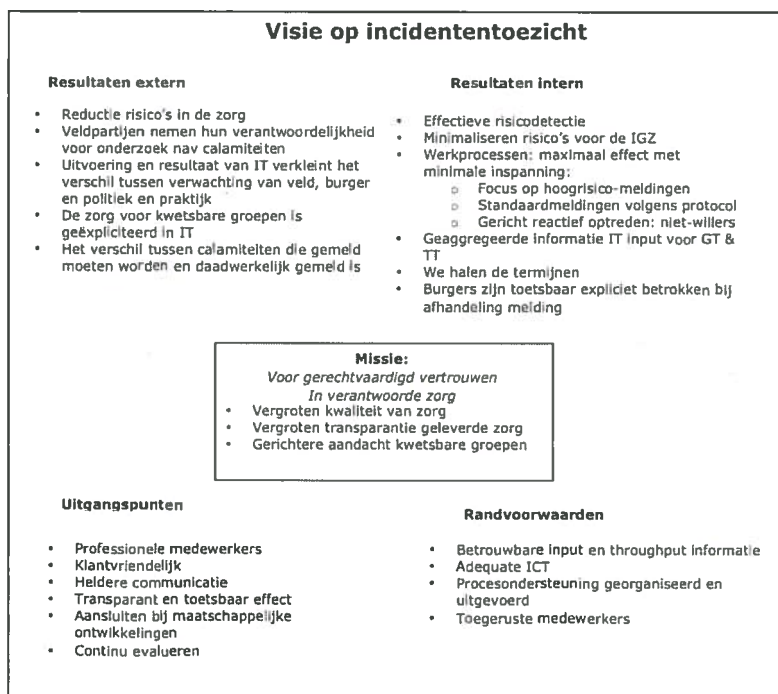 Visie op incidententoezicht
Resultaten extern
• Reductie risico's in de zorg
• Veldpartijen nemen hun verantwoordelijkheid
voor onderzoek nav calamiteiten
• Uitvoering en resultaat van IT verkleint het
verschil tussen verwachting van veld, burger
en politiek en praktijk
• De zorg voor kwetsbare groepen is
geëxpliciteerd in IT
• Het verschil tussen calamiteiten die gemeld
moeten worden en daadwerkelijk gemeld is
Resultaten intern
• Effectieve risicodetectie
• Minimaliseren risico's voor de IGZ
• Werkprocessen: maximaal effect met
minimale inspanning:
o Focus op hoogrisico-meldingen
o Standaardmeldingen volgens protocol
o Gericht reactief optreden: niet-willers
• Geaggregeerde informatie IT input voor GT &
TT
• We halen de termijnen
• Burgers zijn toetsbaar expliciet betrokken bij
afhandeling melding
Missie:
Voor gerechtvaardigd vertrouwen
In verantwoorde zorg
• Vergroten kwaliteit van zorg
• Vergroten transparantie geleverde zorg
• Gerichtere aandacht kwetsbare groepen
Uitgangspunten
• Professionele medewerkers
• Klantvriendelijk
• Heldere communicatie
• Transparant en toetsbaar effect
• Aansluiten bij maatschappelijke
ontwikkelingen
• Continu evalueren
Randvoorwaarden
• Betrouwbare input en throughput informatie
• Adequate ICT
• Procesondersteuning georganiseerd en
uitgevoerd
• Toegeruste medewerkers